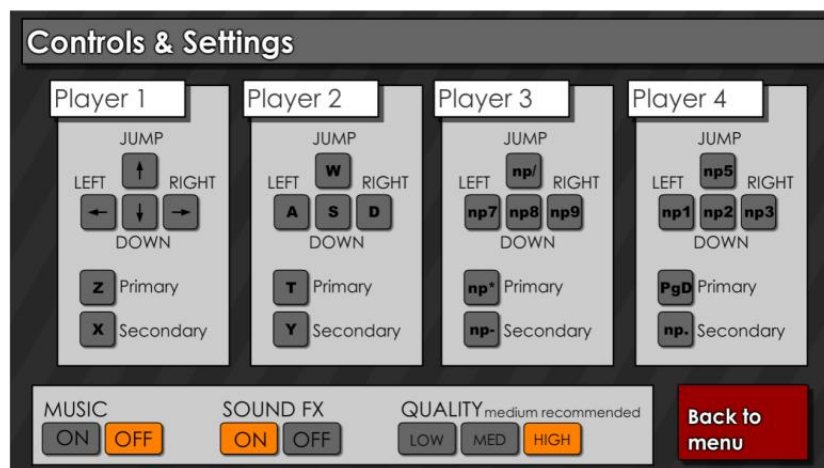 Controls & Settings
Player 1
JUMP
↑
LEFT RIGHT
← ↓ →
DOWN
Z Primary
X Secondary
Player 2
JUMP
W
LEFT RIGHT
A S D
DOWN
T Primary
Y Secondary
Player 3
JUMP
np/
LEFT RIGHT
np7 np8 np9
DOWN
np* Primary
np- Secondary
Player 4
JUMP
np5
LEFT RIGHT
np1 np2 np3
DOWN
PgD Primary
np. Secondary
MUSIC
ON OFF
SOUND FX
ON OFF
QUALITY medium recommended
LOW MED HIGH
Back to
menu